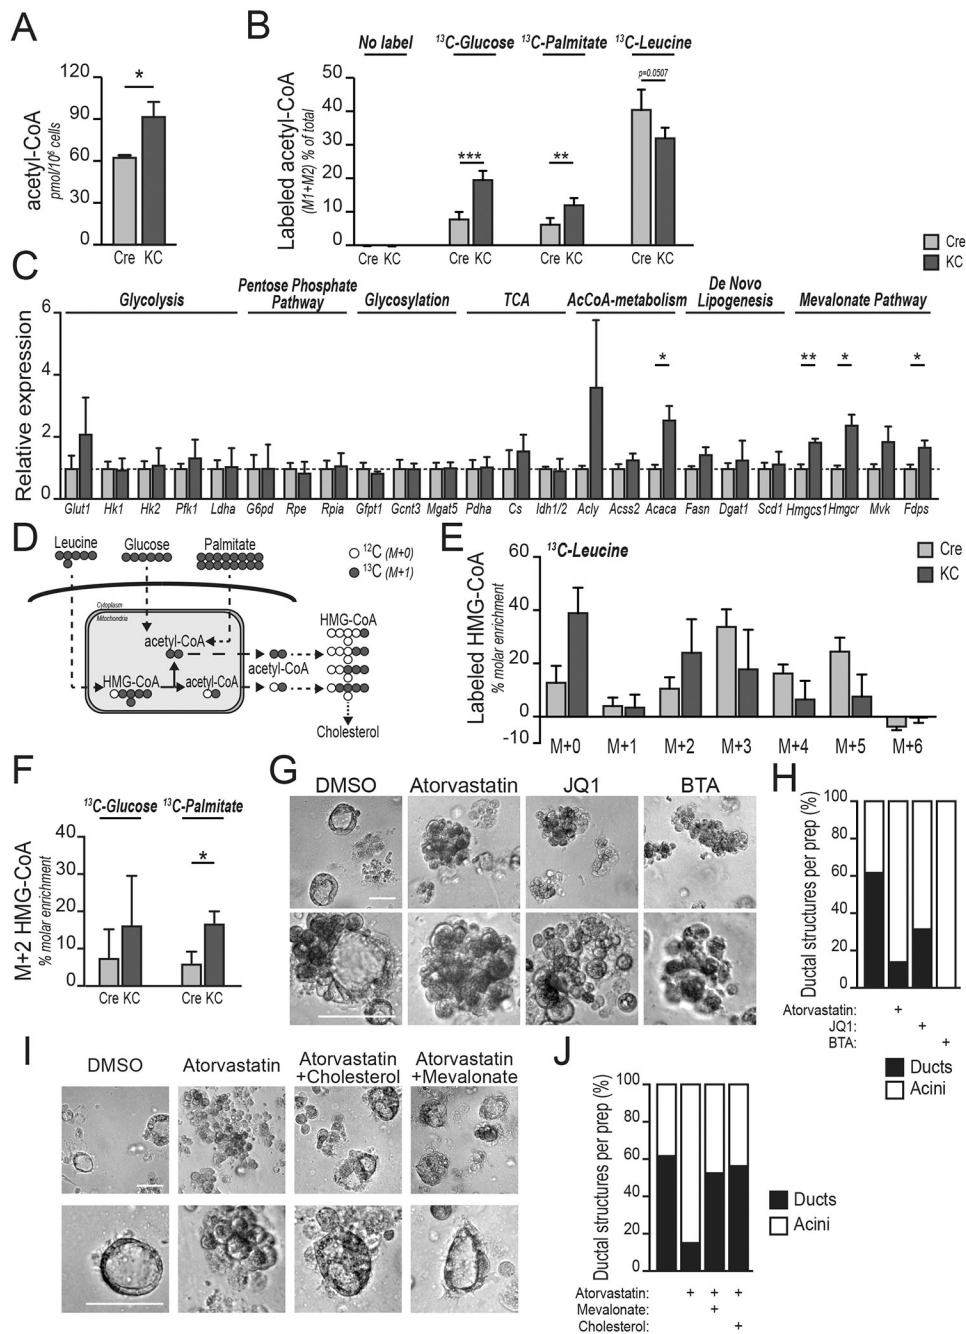 A
acetyl-CoA
pmol/10⁶ cells
120
90
60
30
0
*
Cre KC
B
Labeled acetyl-CoA
(M1+M2) % of total
50
40
30
20
10
0
No label
¹³C-Glucose
¹³C-Palmitate
¹³C-Leucine
***
**
p=0.0507
Cre KC
Cre KC
Cre KC
Cre KC
Cre
KC
C
Relative expression
6
4
2
0
Glycolysis
Pentose Phosphate
Pathway
Glycosylation
TCA
AcCoA-metabolism
De Novo
Lipogenesis
Mevalonate Pathway
*
**
*
*
Glut1 Hk1 Hk2 Pfk1 Ldha G6pd Rpe Rpia Gfpt1 Gcnt3 Mgat5 Pdha Cs Idh1/2 Acly Acss2 Acaca Fasn Dgat1 Scd1 Hmgcs1 Hmgcr Mvk Fdps
D
Leucine
Glucose
Palmitate
¹²C (M+0)
¹³C (M+1)
Cytoplasm
Mitochondria
acetyl-CoA
HMG-CoA
acetyl-CoA
acetyl-CoA
HMG-CoA
Cholesterol
E
¹³C-Leucine
Labeled HMG-CoA
% molar enrichment
60
40
20
0
-10
M+0 M+1 M+2 M+3 M+4 M+5 M+6
Cre
KC
F
¹³C-Glucose
¹³C-Palmitate
M+2 HMG-CoA
% molar enrichment
40
30
10
0
*
Cre KC
Cre KC
G
DMSO
Atorvastatin
JQ1
BTA
H
Ductal structures per prep (%)
100
80
60
40
20
0
Atorvastatin: +
JQ1: +
BTA: +
Ducts
Acini
I
DMSO
Atorvastatin
Atorvastatin
+Cholesterol
Atorvastatin
+Mevalonate
J
Ductal structures per prep (%)
100
80
60
40
20
0
Ducts
Acini
Atorvastatin: + + +
Mevalonate: +
Cholesterol: +